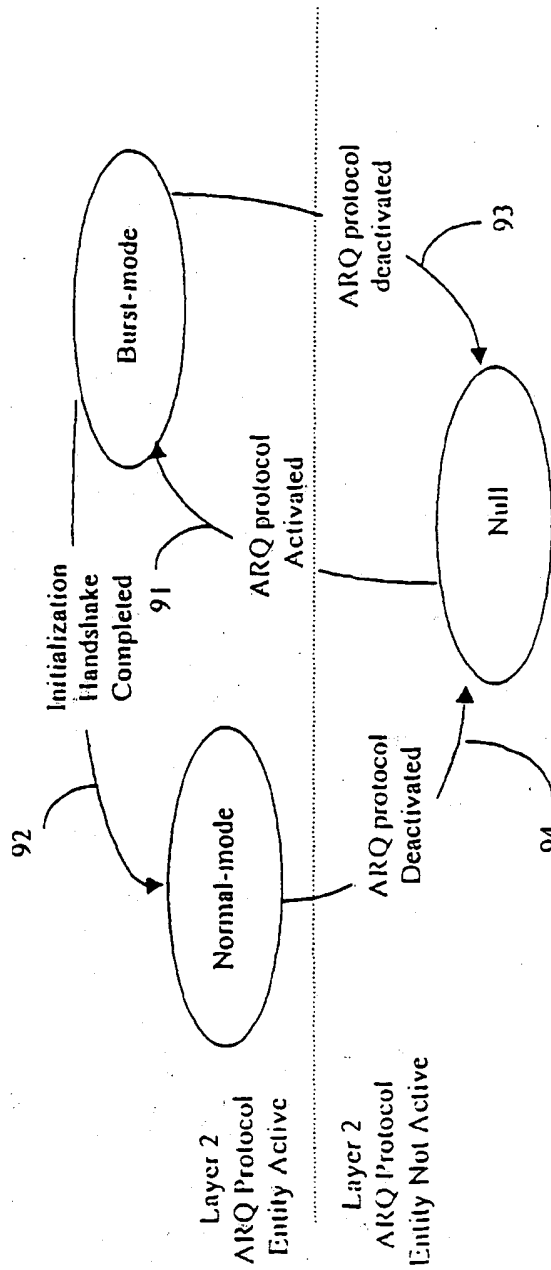 92
Initialization
Handshake
Completed
91
Burst-mode
Normal-mode
Layer 2
ARQ Protocol
Entity Active
ARQ protocol
Activated
Layer 2
ARQ Protocol
Entity Not Active
ARQ protocol
Deactivated
94
Null
ARQ protocol
deactivated
93